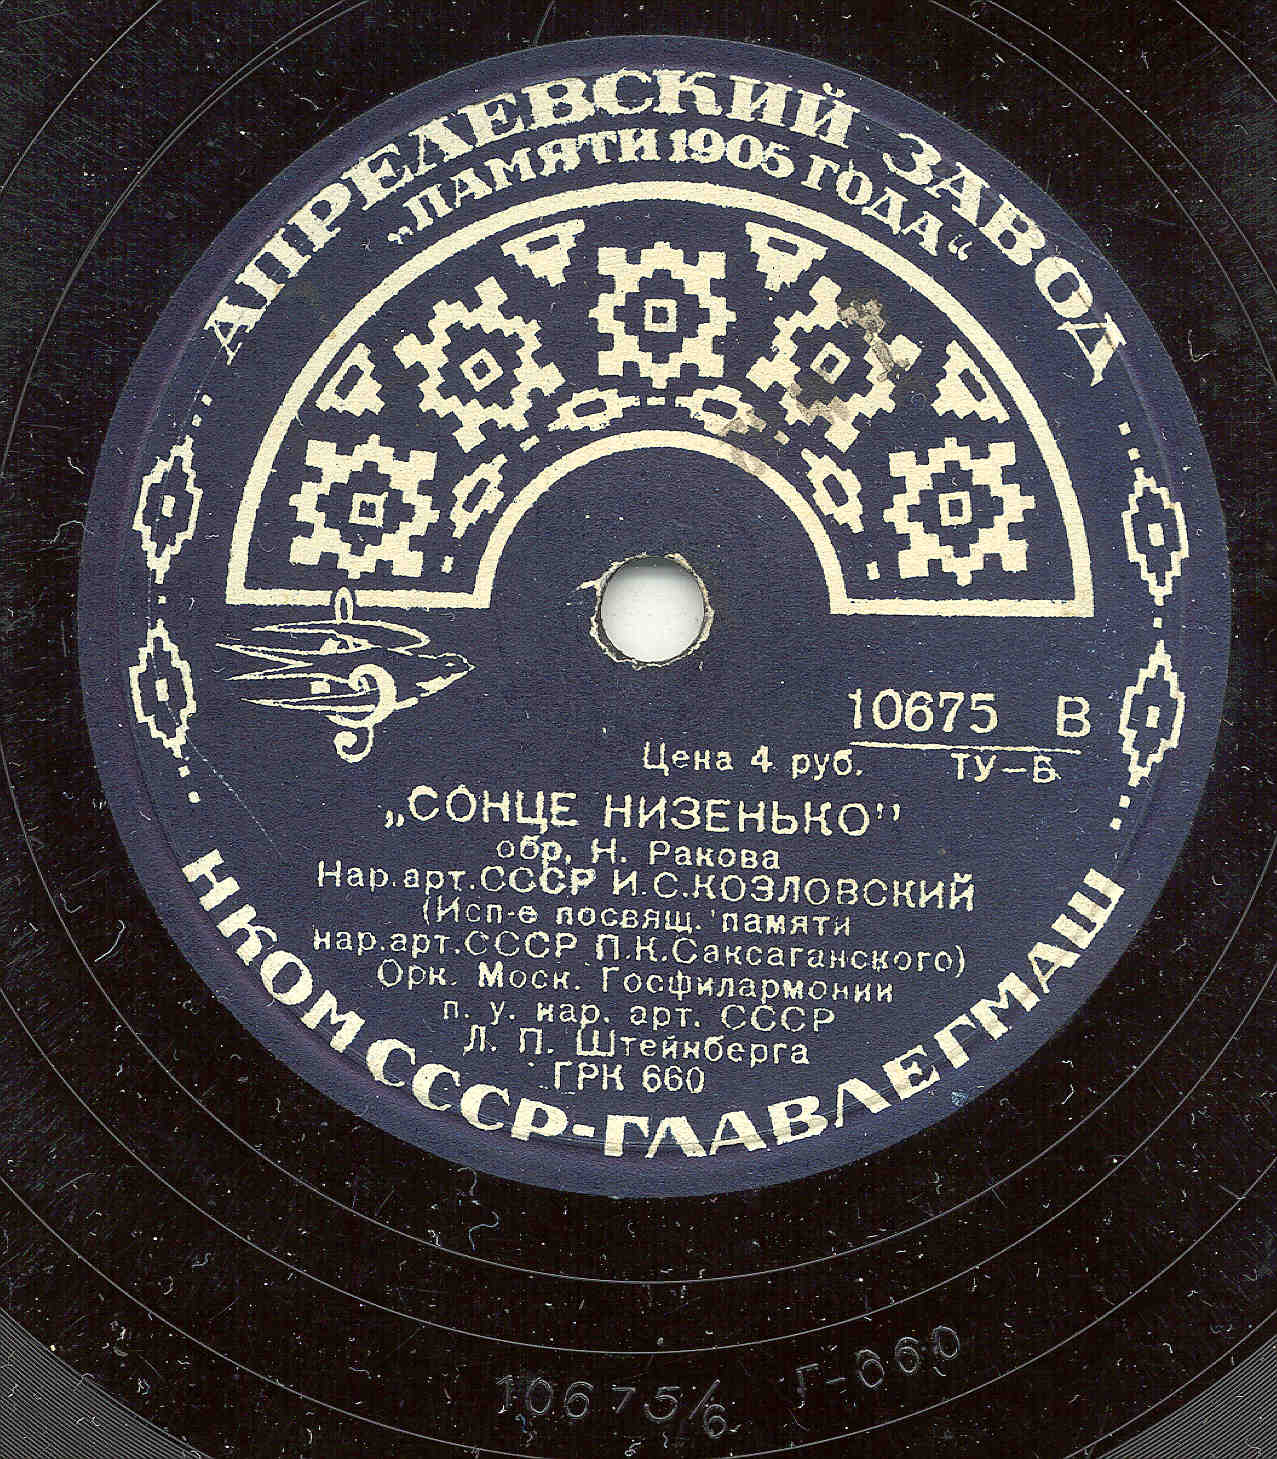 АПРЕЛЕВСКИЙ ЗАВОД
„ПАМЯТИ 1905 ГОДА“
10675 В
Цена 4 руб. ТУ–Б
„СОНЦЕ НИЗЕНЬКО”
обр. Н. Ракова
Нар.арт.СССР И.С.КОЗЛОВСКИЙ
(Исп-е посвящ. памяти
нар.арт.СССР П.К.Саксаганского)
Орк. Моск. Госфилармонии
п. у. нар. арт. СССР
Л. П. Штейнберга
ГРК 660
НКОМ СССР-ГЛАВЛЕГМАШ
10675/6 Г-660